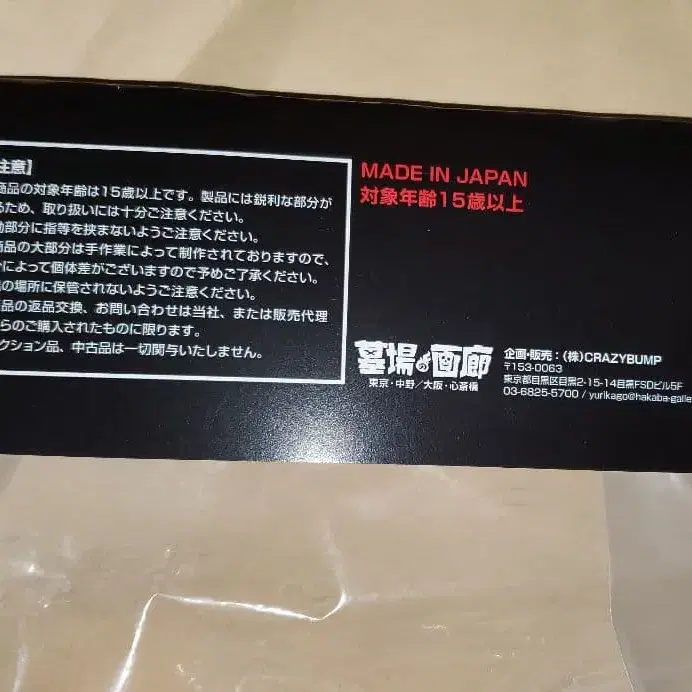 注意】
商品の対象年齢は15歳以上です。製品には鋭利な部分が
るため、取り扱いには十分ご注意ください。
動部分に指等を挟まないようご注意ください。
商品の大部分は手作業によって制作されておりますので、
によって個体差がございますので予めご了承ください。
の場所に保管されないようご注意ください。
品の返品交換、お問い合わせは当社、または販売代理
らのご購入されたものに限ります。
クション品、中古品は一切関与いたしません。
MADE IN JAPAN
対象年齢15歳以上
墓場の画廊
東京・中野/大阪・心斎橋
企画・販売：(株)CRAZYBUMP
〒153-0063
東京都目黒区目黒2-15-14目黒FSDビル5F
03-6825-5700 / yurikago@hakaba-galle